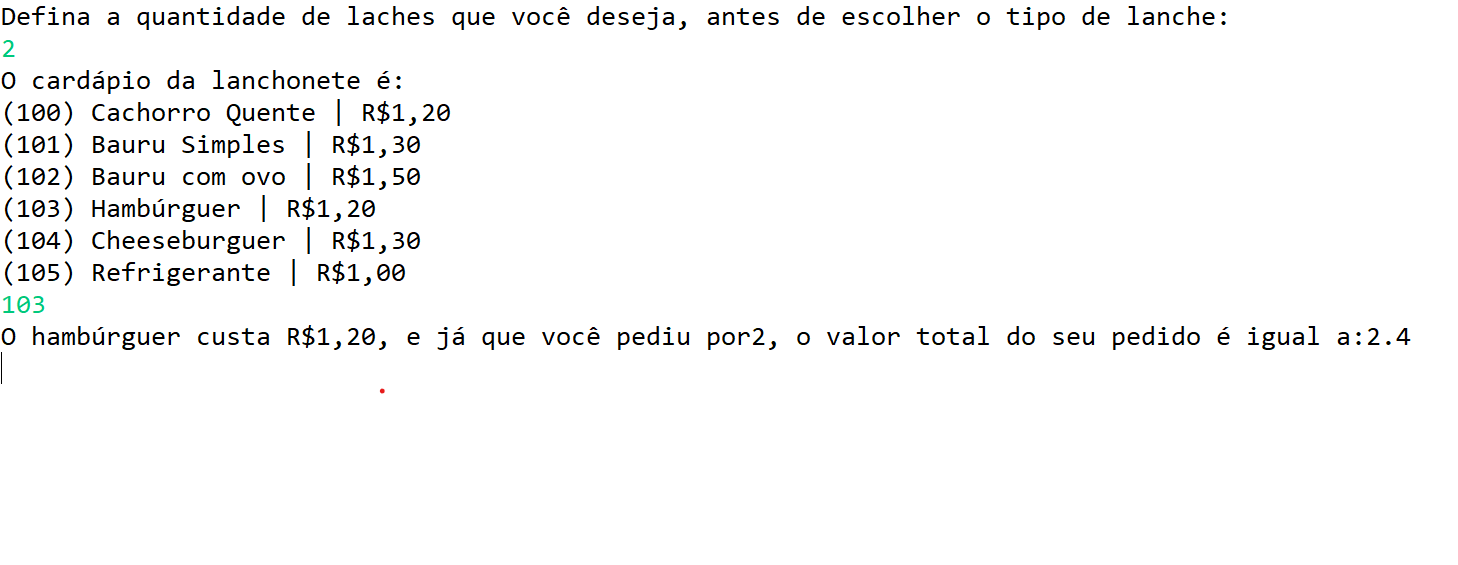 Defina a quantidade de laches que você deseja, antes de escolher o tipo de lanche:
2
O cardápio da lanchonete é:
(100) Cachorro Quente | R$1,20
(101) Bauru Simples | R$1,30
(102) Bauru com ovo | R$1,50
(103) Hambúrguer | R$1,20
(104) Cheeseburguer | R$1,30
(105) Refrigerante | R$1,00
103
O hambúrguer custa R$1,20, e já que você pediu por2, o valor total do seu pedido é igual a:2.4